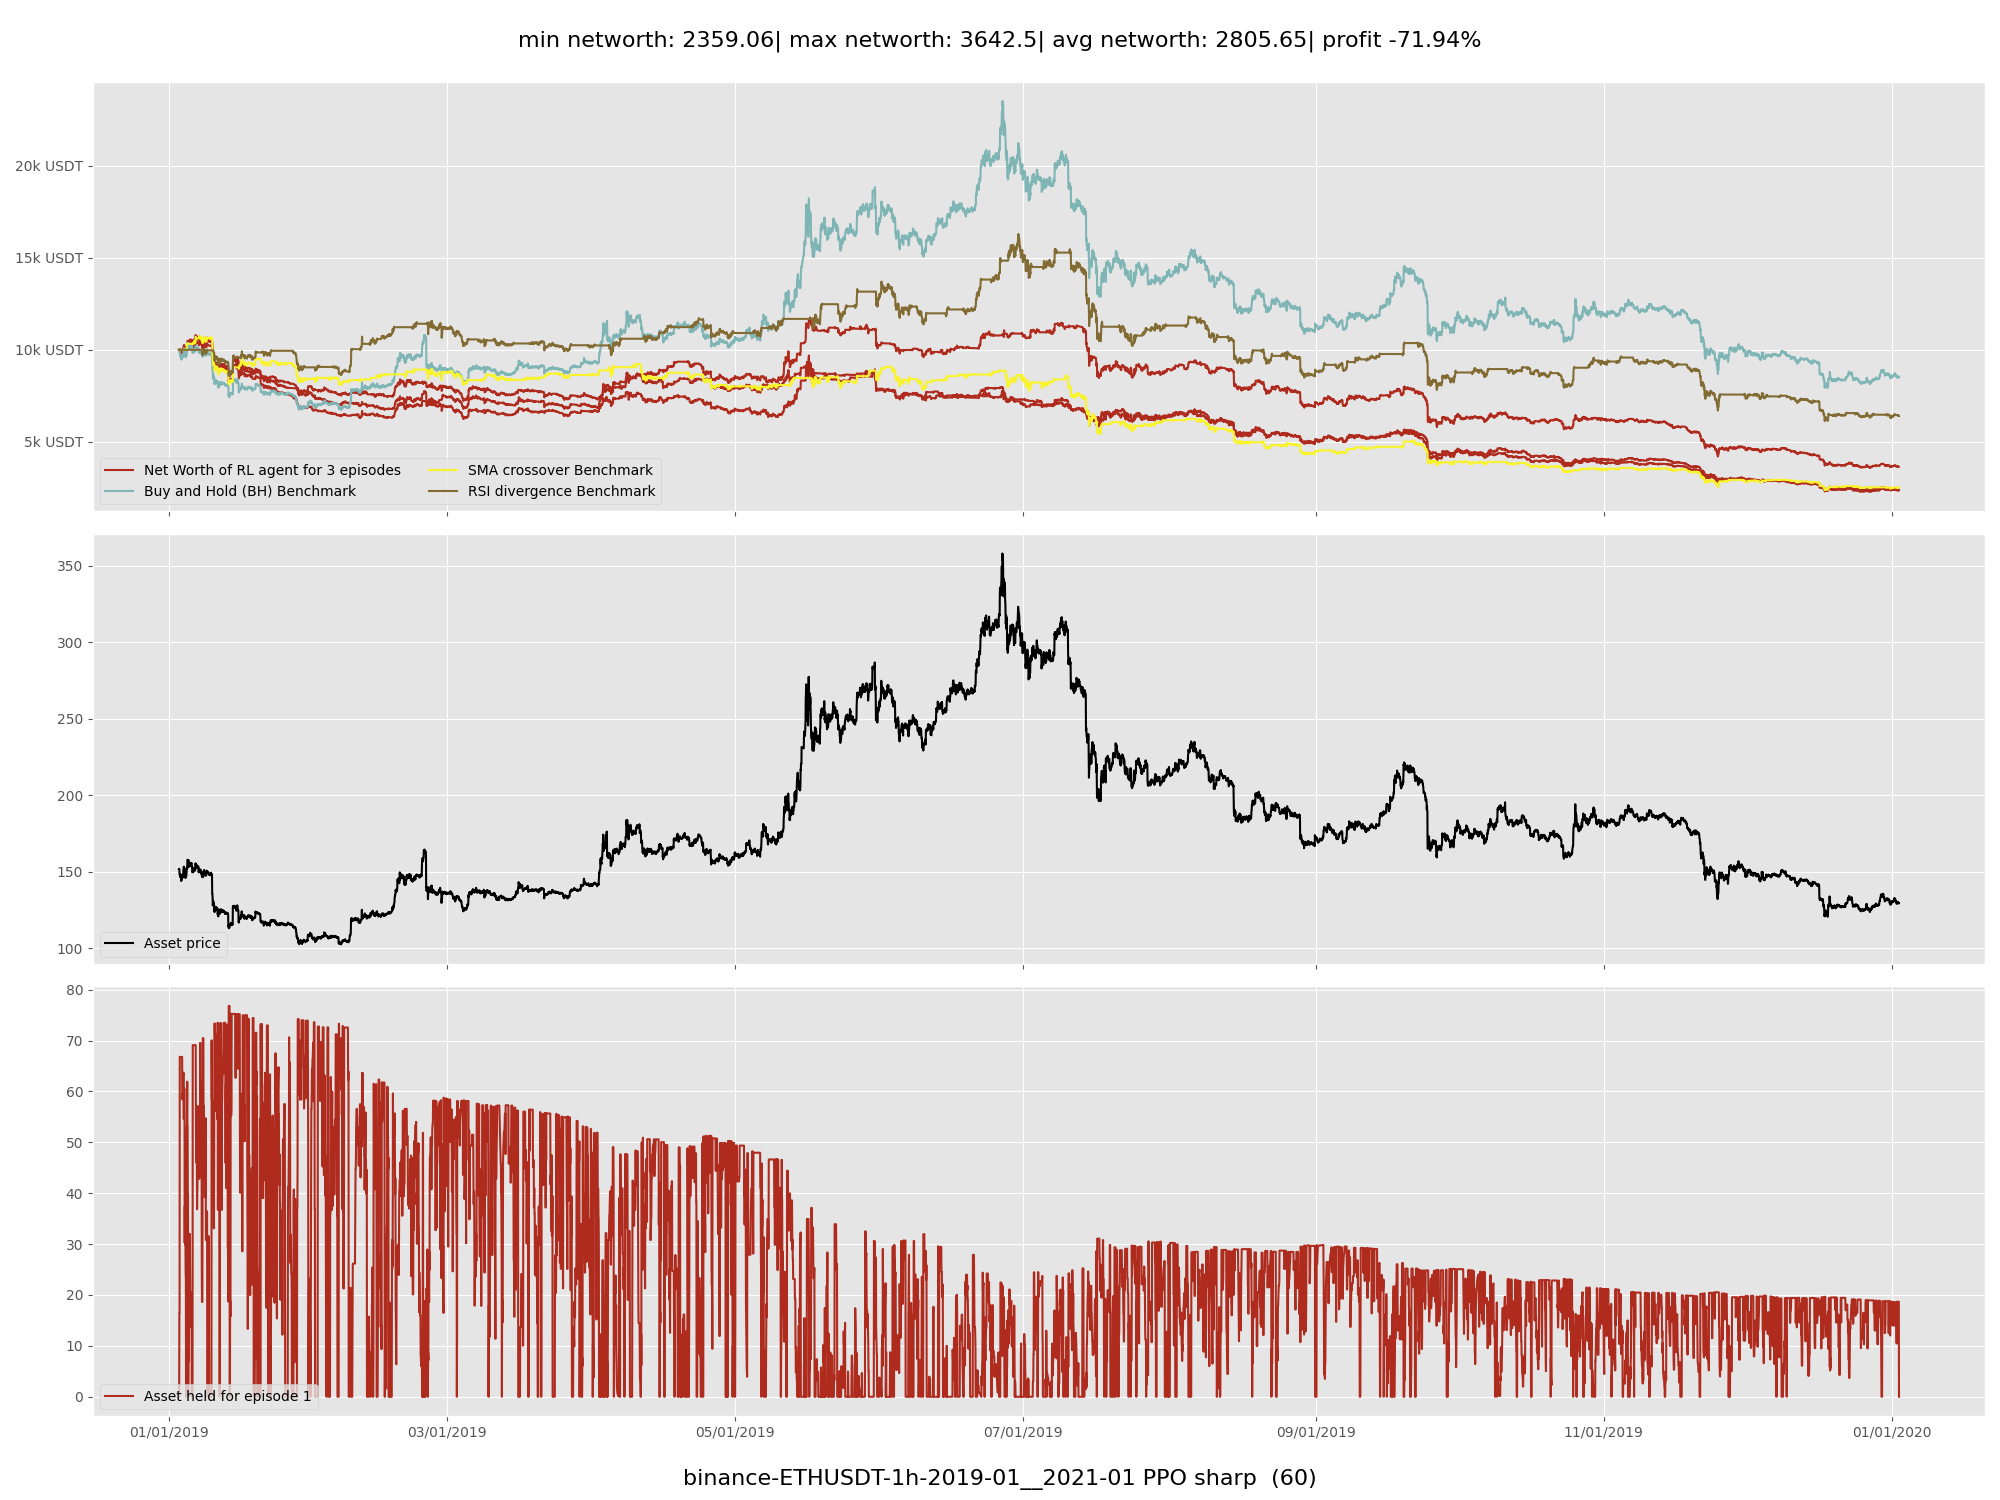 min networth: 2359.06| max networth: 3642.5| avg networth: 2805.65| profit -71.94%
20k USDT
15k USDT
10k USDT
5k USDT
Net Worth of RL agent for 3 episodes
Buy and Hold (BH) Benchmark
SMA crossover Benchmark
RSI divergence Benchmark
350
300
250
200
150
100
Asset price
80
70
60
50
40
30
20
10
0
Asset held for episode 1
01/01/2019 03/01/2019 05/01/2019 07/01/2019 09/01/2019 11/01/2019 01/01/2020
binance-ETHUSDT-1h-2019-01__2021-01 PPO sharp  (60)